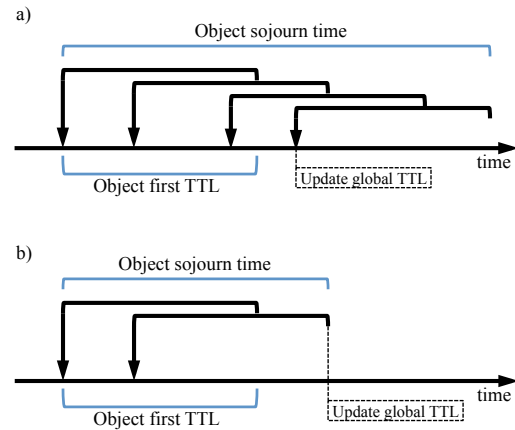 a)
Object sojourn time
time
Object first TTL
Update global TTL
b)
Object sojourn time
time
Object first TTL
Update global TTL